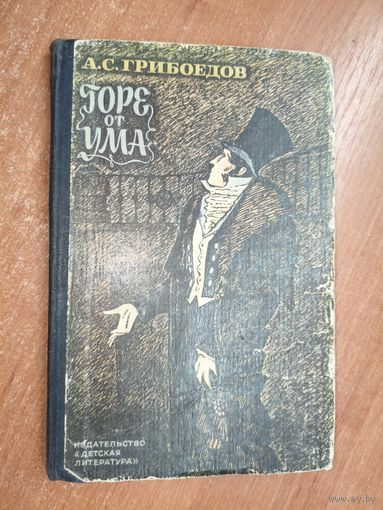 А.С.ГРИБОЕДОВ
ГОРЕ
ОТ
УМА
ИЗДАТЕЛЬСТВО
«ДЕТСКАЯ
ЛИТЕРАТУРА»
www.ay.by